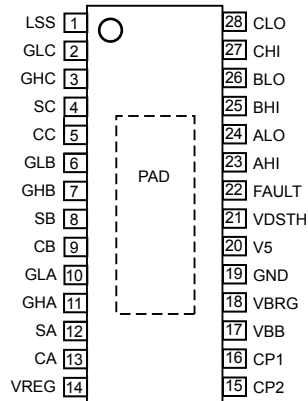 LSS 1 28 CLO
GLC 2 27 CHI
GHC 3 26 BLO
SC 4 25 BHI
CC 5 24 ALO
GLB 6 23 AHI
GHB 7 PAD 22 FAULT
SB 8 21 VDSTH
CB 9 20 V5
GLA 10 19 GND
GHA 11 18 VBRG
SA 12 17 VBB
CA 13 16 CP1
VREG 14 15 CP2